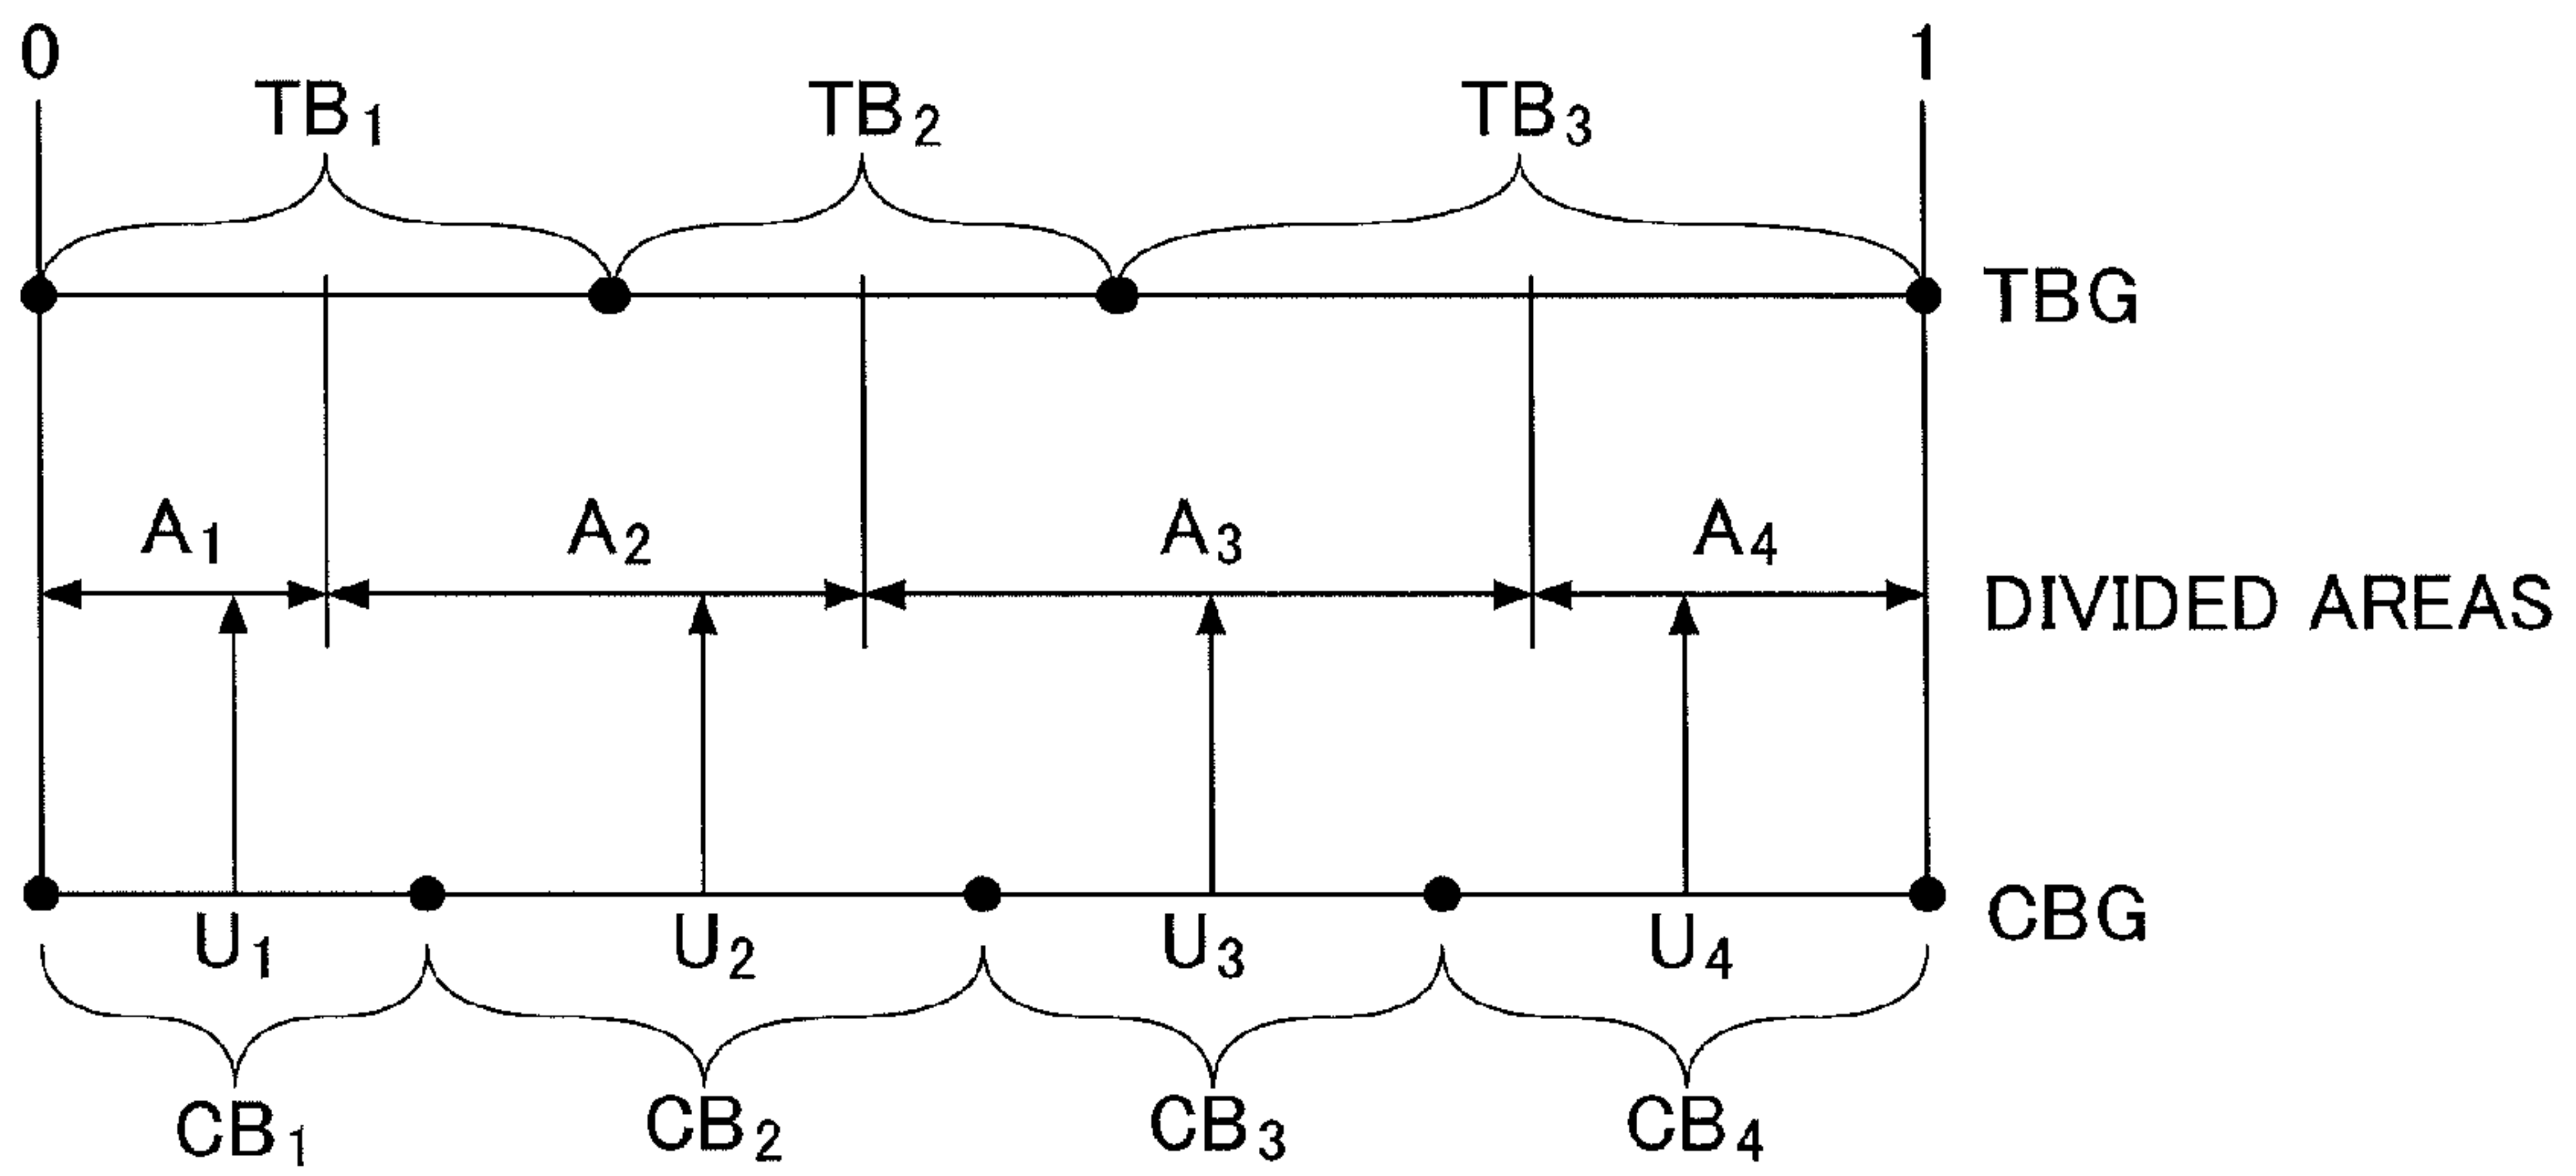 0 1
TB1 TB2 TB3
TBG
A1 A2 A3 A4
DIVIDED AREAS
U1 U2 U3 U4 CBG
CB1 CB2 CB3 CB4